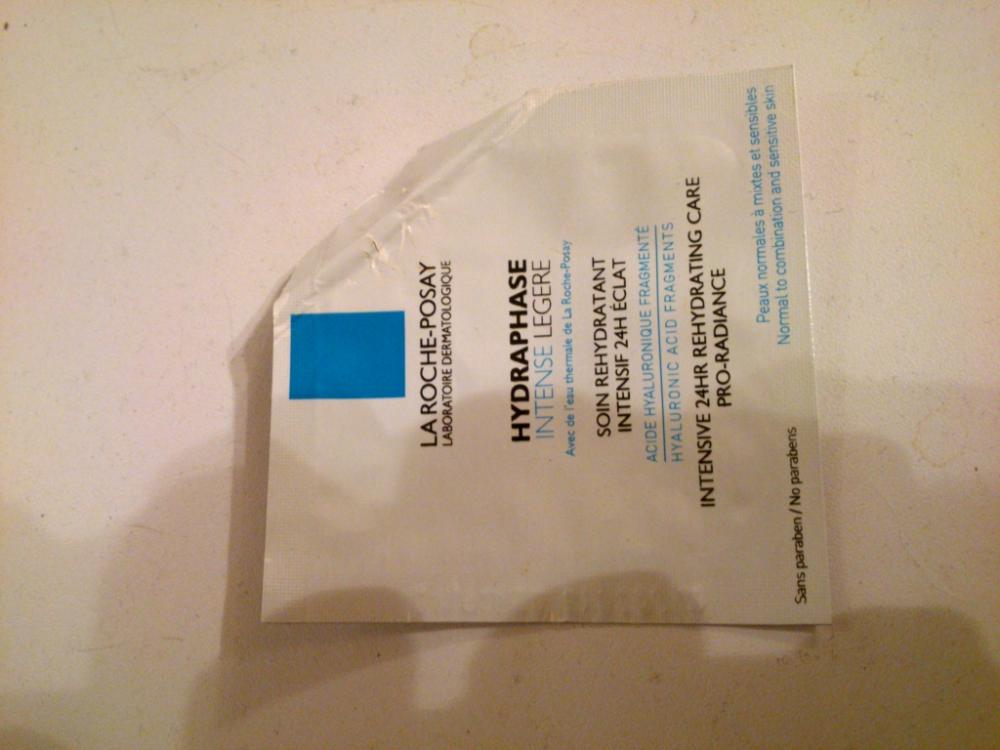 LA ROCHE-POSAY
LABORATOIRE DERMATOLOGIQUE
HYDRAPHASE
INTENSE LEGERE
Avec de l'eau thermale de La Roche-Posay
SOIN REHYDRATANT
INTENSIF 24H ÉCLAT
ACIDE HYALURONIQUE FRAGMENTÉ
HYALURONIC ACID FRAGMENTS
INTENSIVE 24HR REHYDRATING CARE
PRO-RADIANCE
Peaux normales à mixtes et sensibles
Normal to combination and sensitive skin
Sans paraben / No parabens